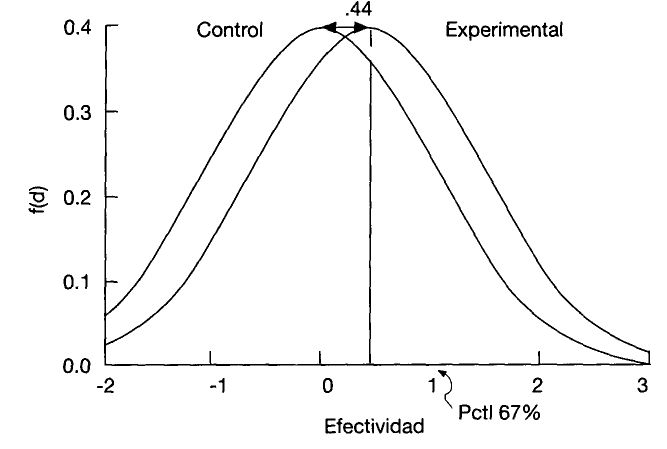 .44
Control
Experimental
f(d)
0.4
0.3
0.2
0.1
0.0
-2 -1 0 1 2 3
Pctl 67%
Efectividad